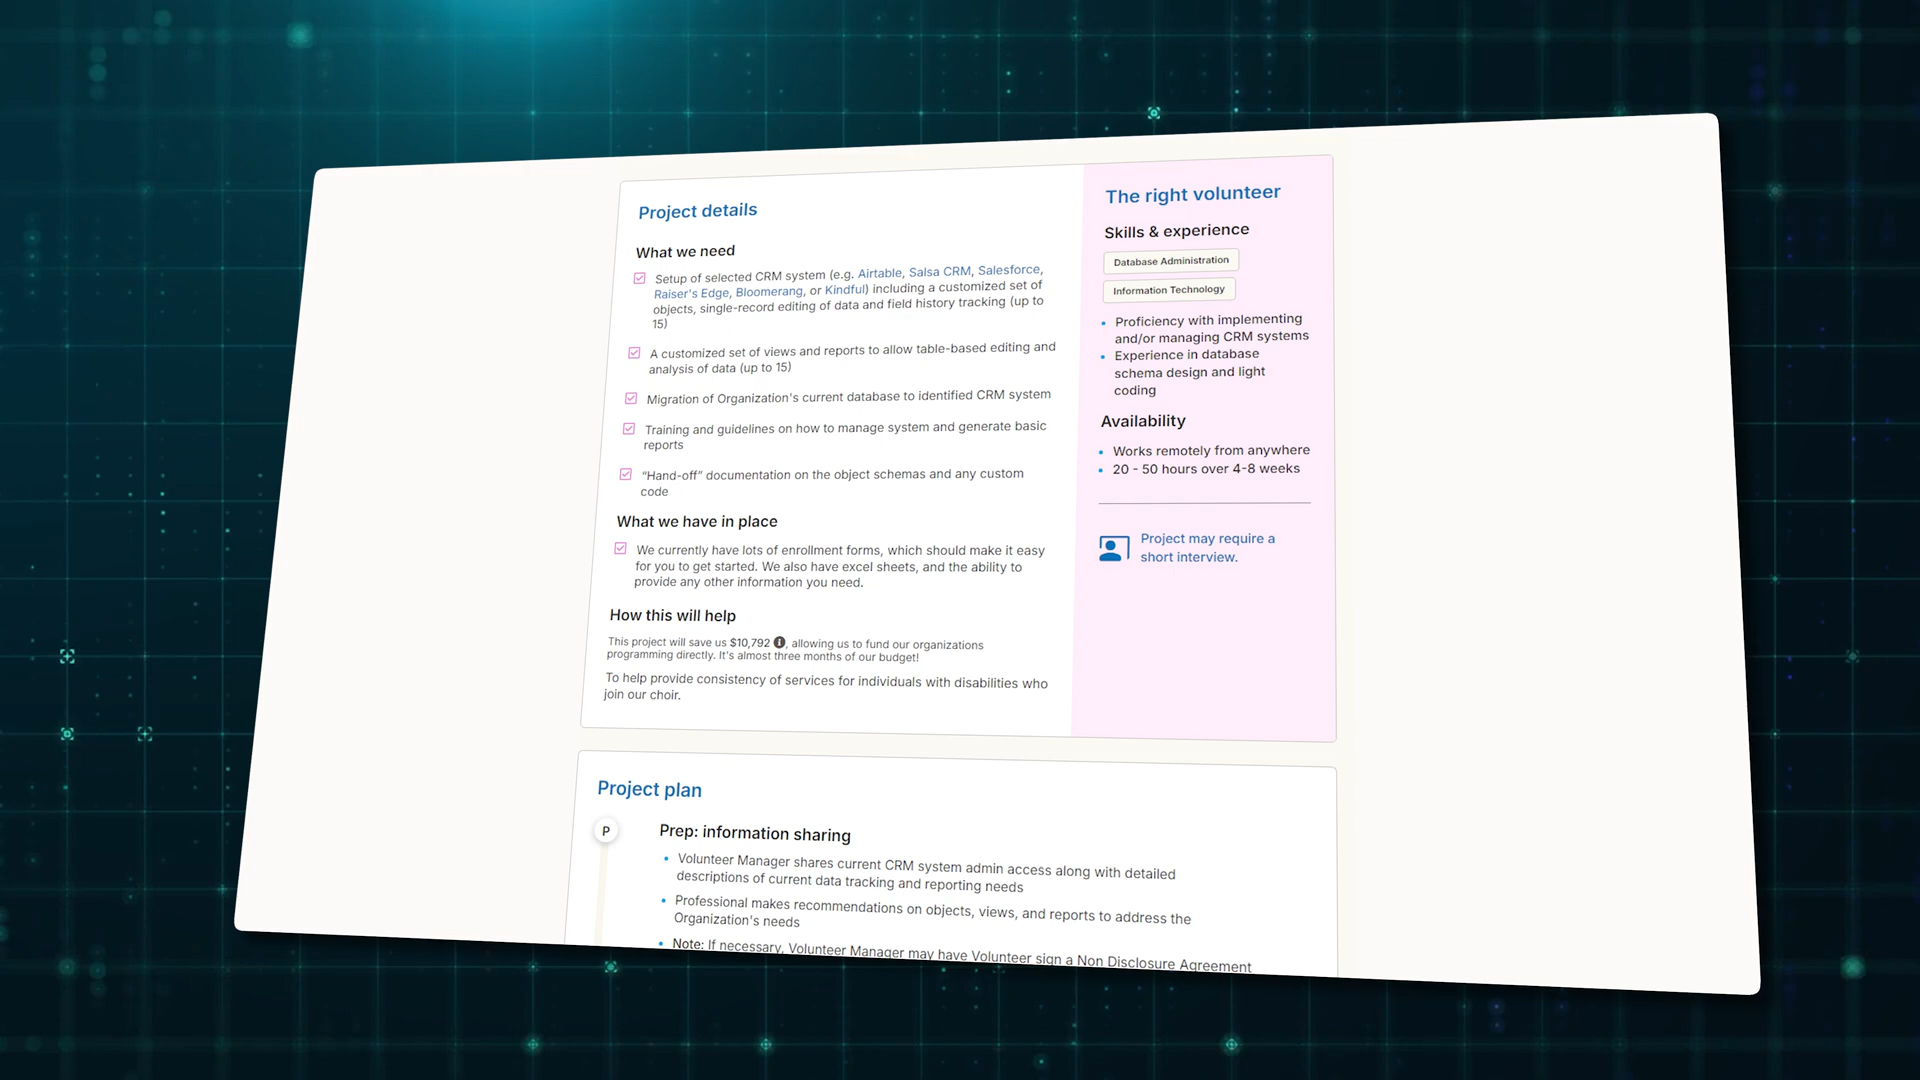 Project details
What we need
Setup of selected CRM system (e.g. Airtable, Salsa CRM, Salesforce,
Raiser's Edge, Bloomerang, or Kindful) including a customized set of
objects, single-record editing of data and field history tracking (up to
15)
A customized set of views and reports to allow table-based editing and
analysis of data (up to 15)
Migration of Organization's current database to identified CRM system
Training and guidelines on how to manage system and generate basic
reports
“Hand-off” documentation on the object schemas and any custom
code
What we have in place
We currently have lots of enrollment forms, which should make it easy
for you to get started. We also have excel sheets, and the ability to
provide any other information you need.
How this will help
This project will save us $10,792 i, allowing us to fund our organizations
programming directly. It's almost three months of our budget!
To help provide consistency of services for individuals with disabilities who
join our choir.
The right volunteer
Skills & experience
Database Administration
Information Technology
Proficiency with implementing
and/or managing CRM systems
Experience in database
schema design and light
coding
Availability
Works remotely from anywhere
20 - 50 hours over 4-8 weeks
Project may require a
short interview.
Project plan
P
Prep: information sharing
Volunteer Manager shares current CRM system admin access along with detailed
descriptions of current data tracking and reporting needs
Professional makes recommendations on objects, views, and reports to address the
Organization's needs
Note: If necessary, Volunteer Manager may have Volunteer sign a Non Disclosure Agreement